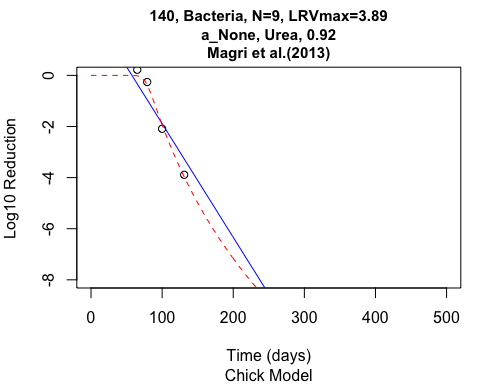 140, Bacteria, N=9, LRVmax=3.89
a_None, Urea, 0.92
Magri et al.(2013)
Log10 Reduction
0
-2
-4
-6
-8
0 100 200 300 400 500
Time (days)
Chick Model